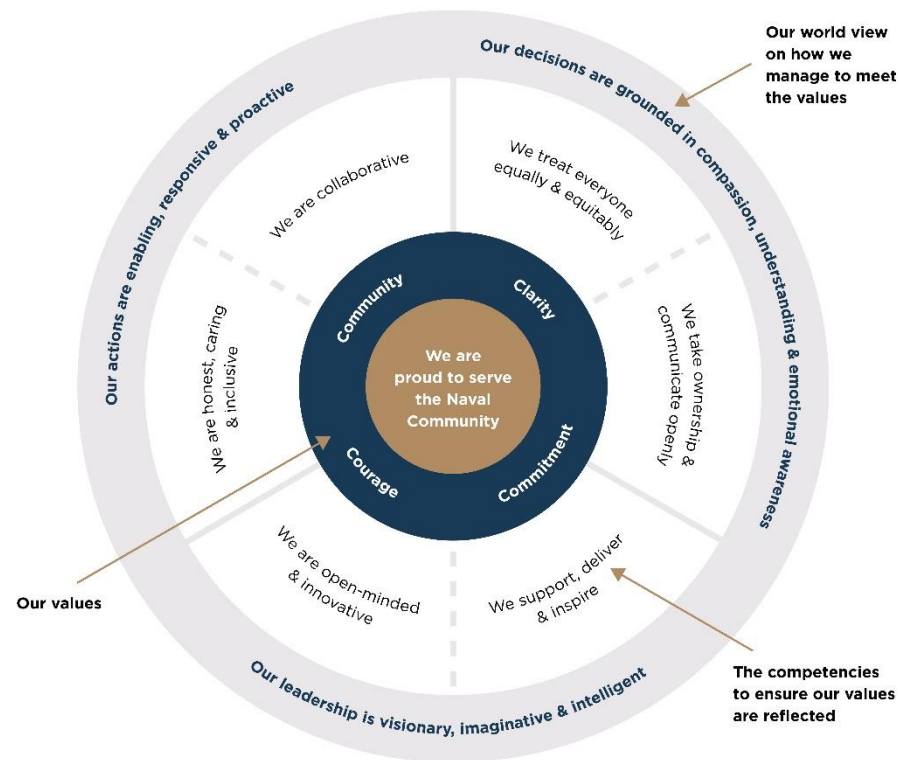 Our world view
on how we
manage to meet
the values
Our decisions are grounded in compassion, understanding & emotional awareness
Our actions are enabling, responsive & proactive
We are collaborative
We treat everyone
equally & equitably
Community
Clarity
We are
proud to serve
the Naval
Community
We are honest, caring
& inclusive
We take ownership &
communicate openly
Courage
Commitment
We are open-minded
& innovative
We support, deliver
& inspire
Our values
Our leadership is visionary, imaginative & intelligent
The competencies
to ensure our values
are reflected